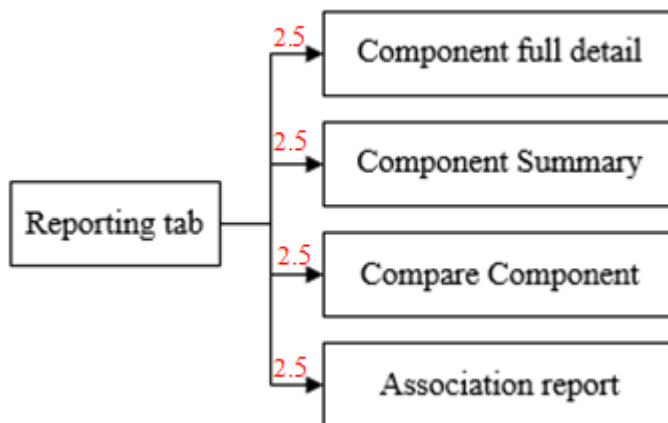 2.5
Component full detail
2.5
Component Summary
Reporting tab
2.5
Compare Component
2.5
Association report